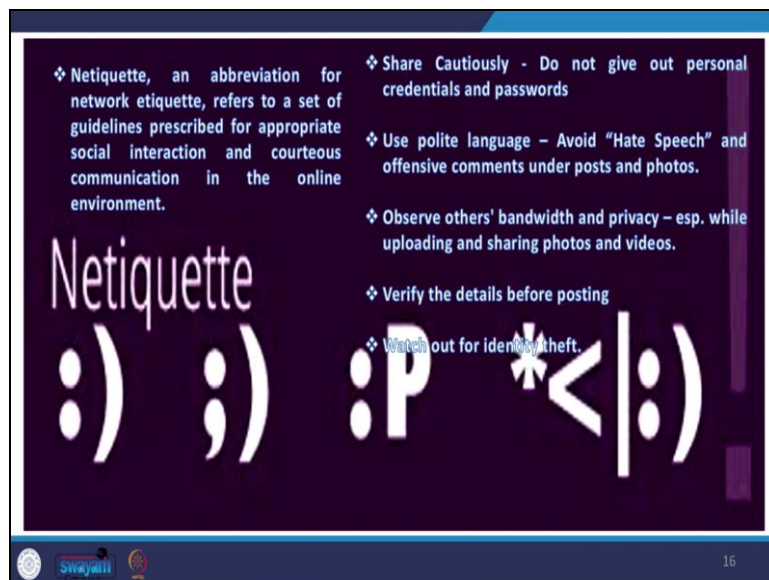 ❖ Netiquette, an abbreviation for
network etiquette, refers to a set of
guidelines prescribed for appropriate
social interaction and courteous
communication in the online
environment.
❖ Share Cautiously - Do not give out personal
credentials and passwords
❖ Use polite language – Avoid “Hate Speech” and
offensive comments under posts and photos.
❖ Observe others' bandwidth and privacy – esp. while
uploading and sharing photos and videos.
❖ Verify the details before posting
❖ Watch out for identity theft.
Netiquette
:) ;) :P *<|:)
swayam
16